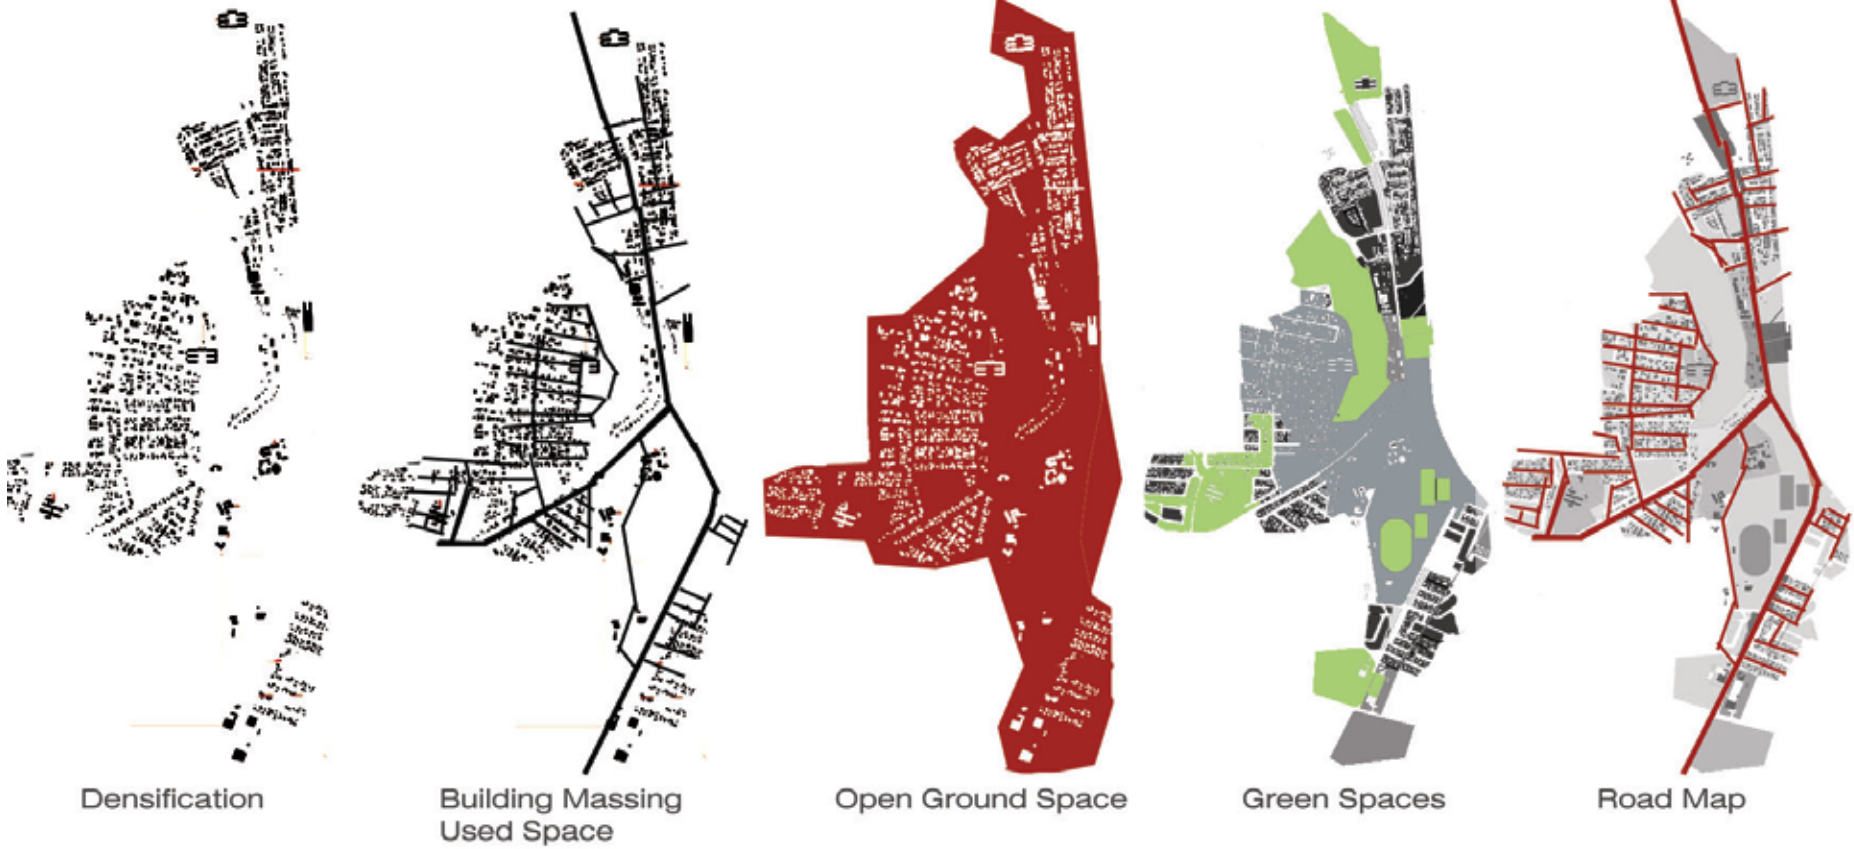 Densification
Building Massing
Used Space
Open Ground Space
Green Spaces
Road Map